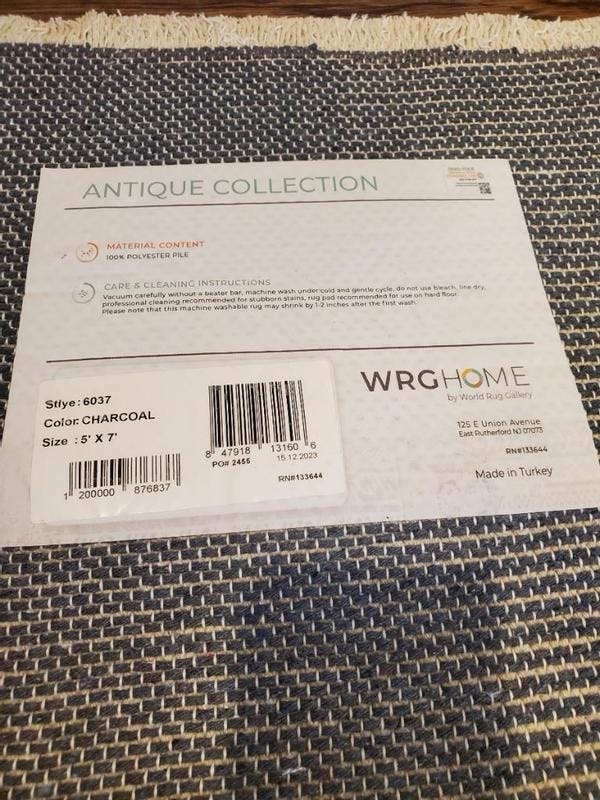 ANTIQUE COLLECTION
MATERIAL CONTENT
100% POLYESTER PILE
CARE & CLEANING INSTRUCTIONS
Vacuum carefully without a beater bar, machine wash under cold and gentle cycle, do not use bleach, line dry,
professional cleaning recommended for stubborn stains, rug pad recommended for use on hard floor.
Please note that this machine washable rug may shrink by 1-2 inches after the first wash.
Stlye: 6037
Color: CHARCOAL
Size : 5' X 7'
1 200000 876837
8 47918 13160 6
PO# 2455 15.12.2023
RN#133644
WRGHOME
by World Rug Gallery
125 E Union Avenue
East Rutherford NJ 07073
RN#133644
Made in Turkey